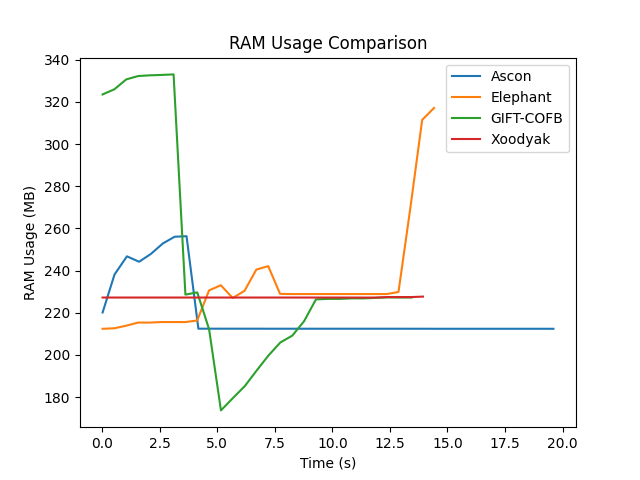 RAM Usage Comparison
RAM Usage (MB)
340
320
300
280
260
240
220
200
180
Ascon
Elephant
GIFT-COFB
Xoodyak
0.0 2.5 5.0 7.5 10.0 12.5 15.0 17.5 20.0
Time (s)